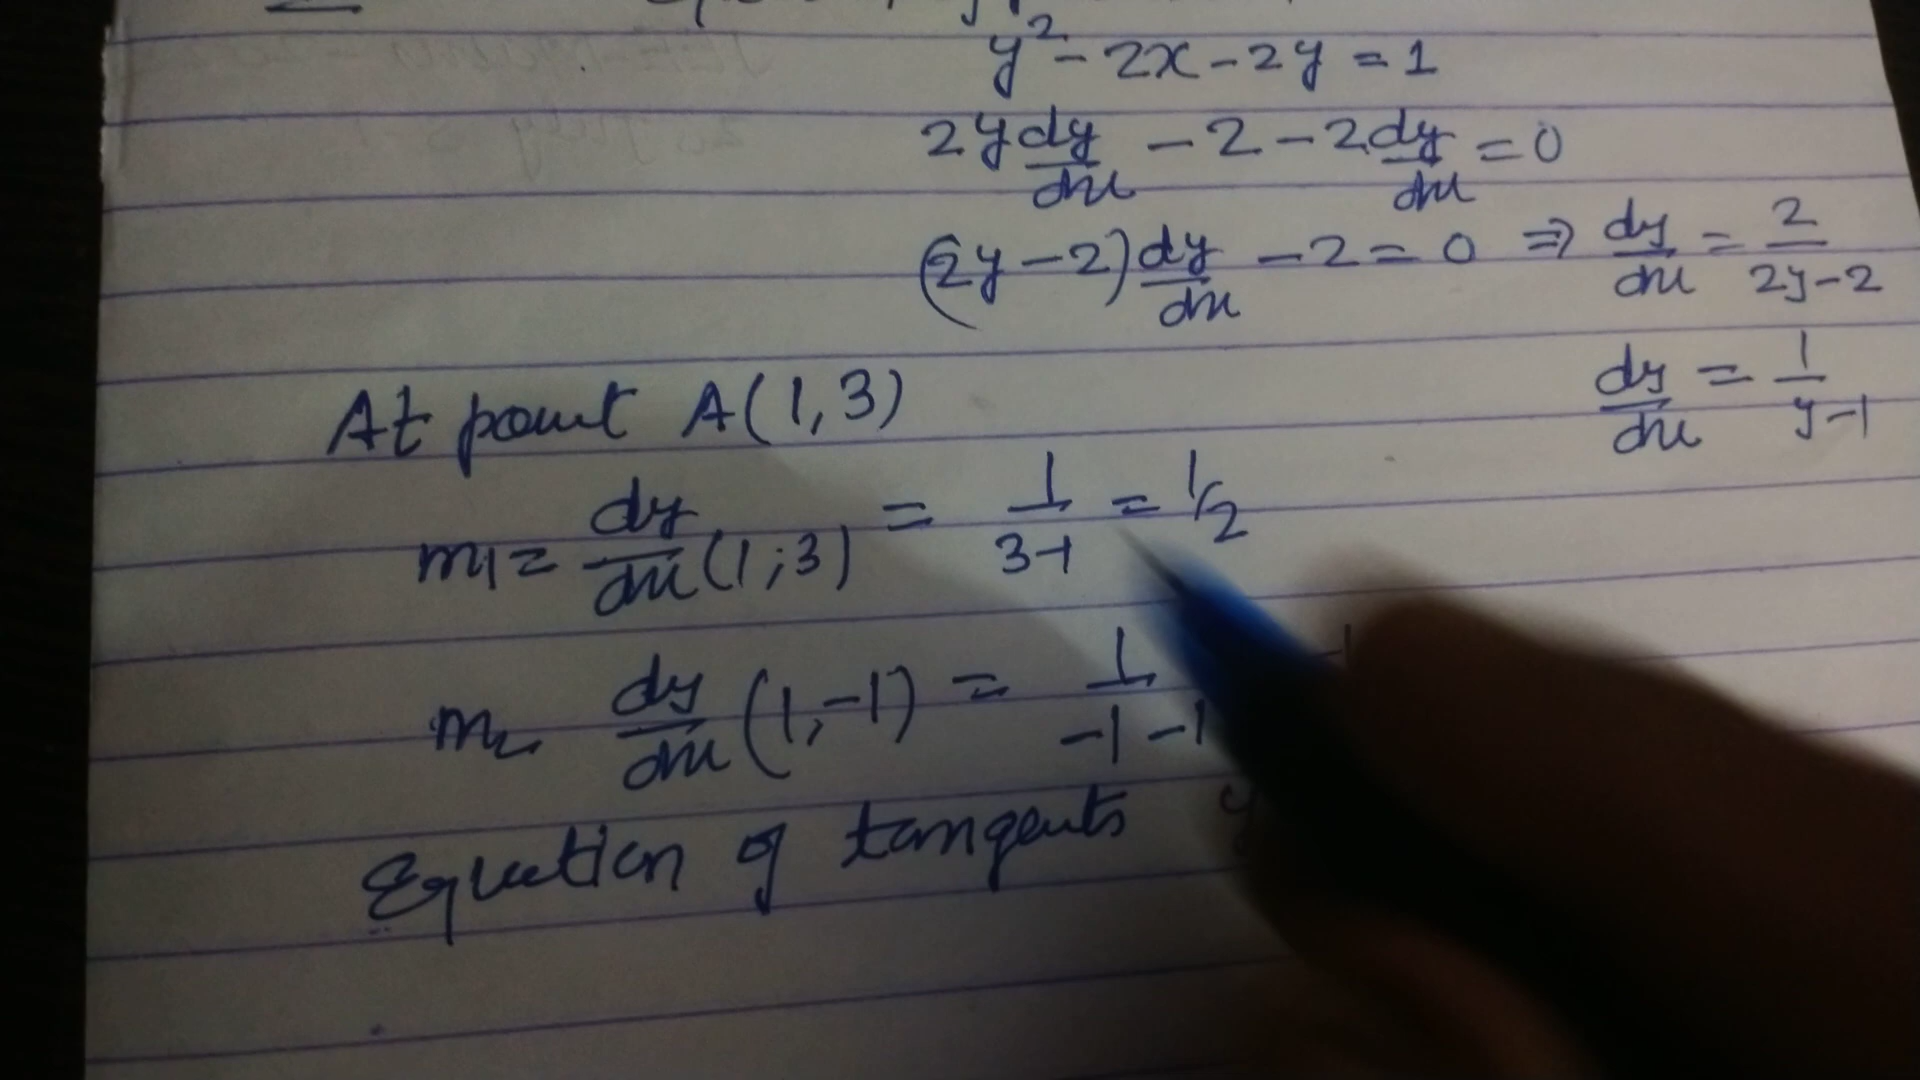 y² - 2x - 2y = 1
2y dy/dx - 2 - 2 dy/dx = 0
(2y - 2) dy/dx - 2 = 0 ⇒ dy/dx = 2/(2y-2)
dy/dx = 1/(y-1)
At point A(1,3)
m1 = dy/dx (1,3) = 1/(3-1) = 1/2
m2 dy/dx (1,-1) = 1/(-1-1)
Equation of tangents y